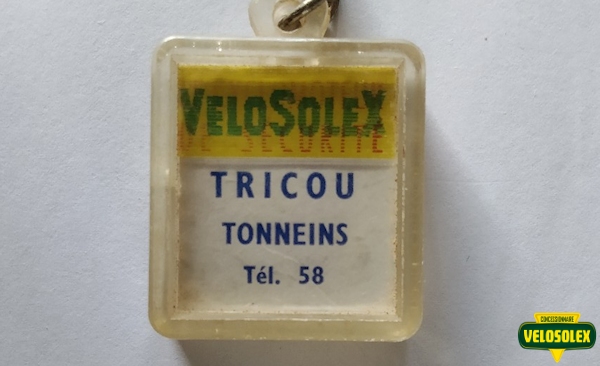 VELOSOLEX
DE SECURITE
TRICOU
TONNEINS
Tél. 58
CONCESSIONNAIRE
VELOSOLEX